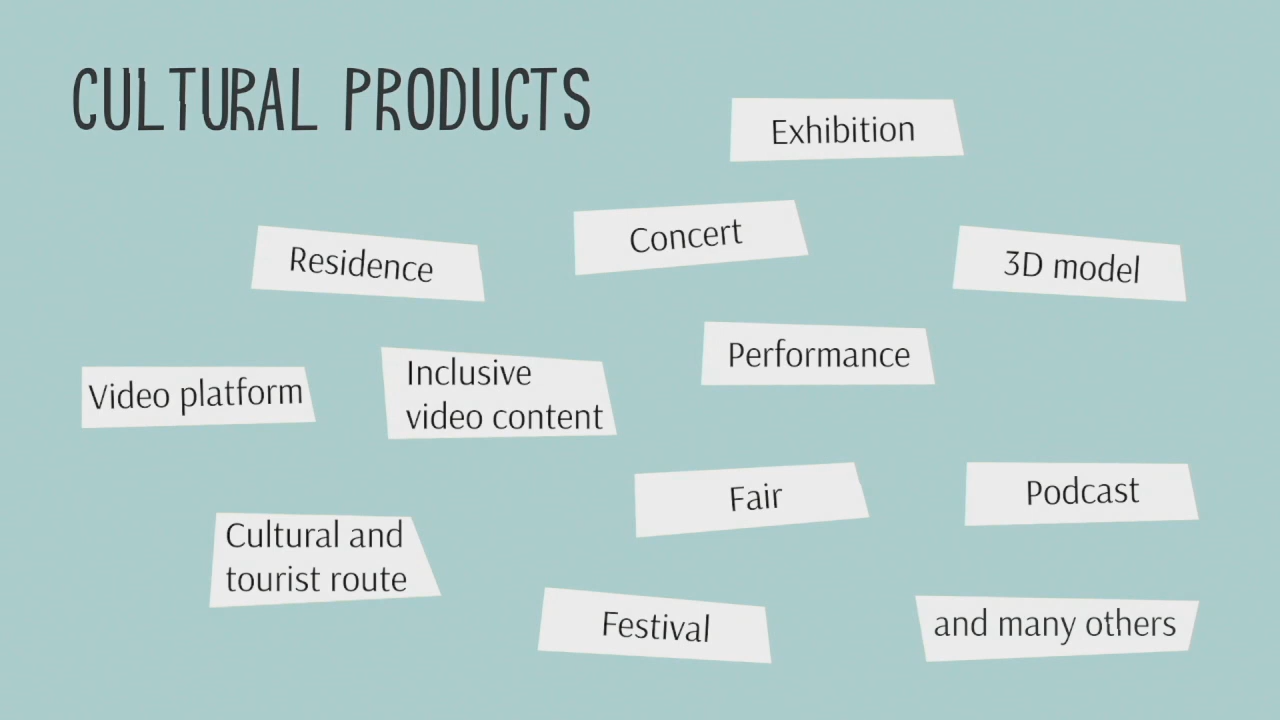 CULTURAL PRODUCTS
Exhibition
Concert
Residence
3D model
Performance
Video platform
Inclusive
video content
Fair
Podcast
Cultural and
tourist route
Festival
and many others